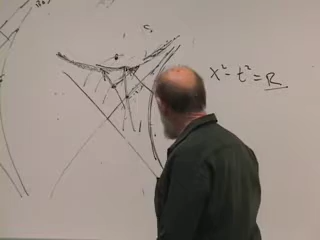 x² - t² = R